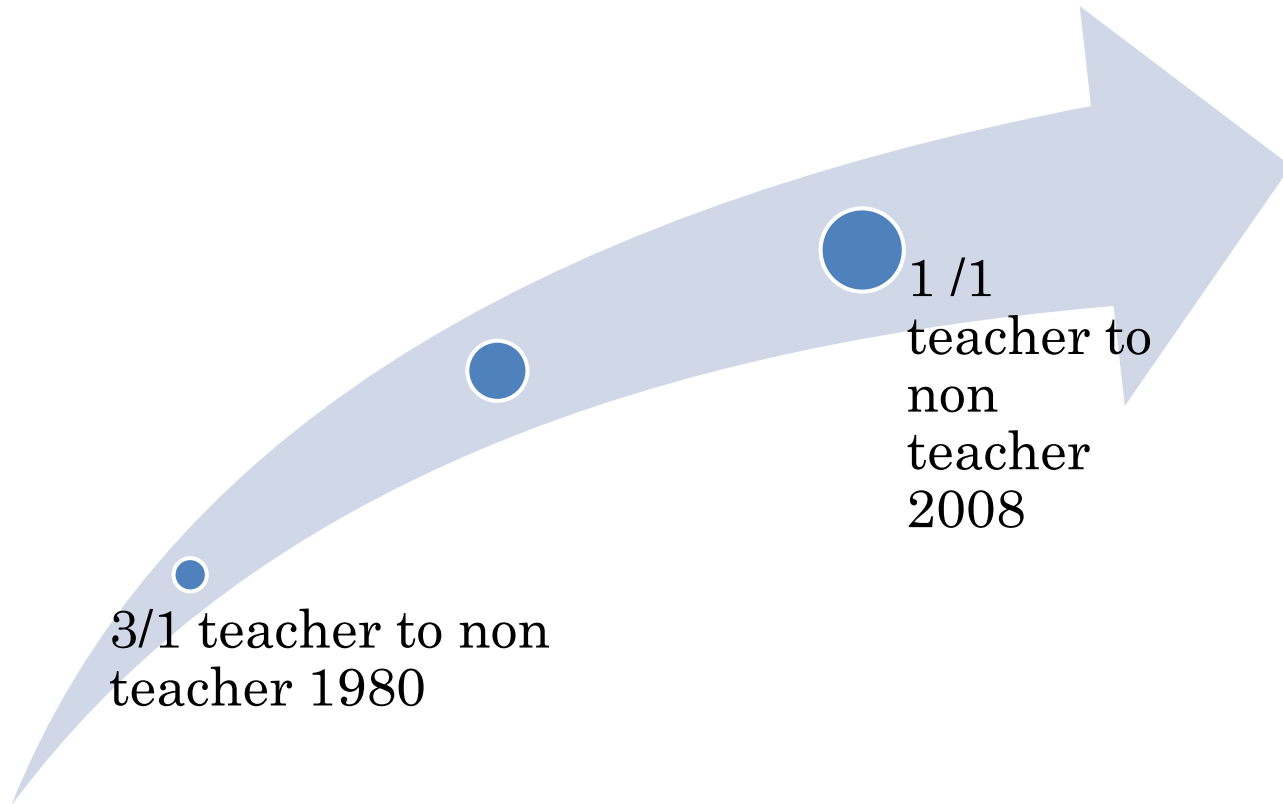 1 /1
teacher to
non
teacher
2008
3/1 teacher to non
teacher 1980